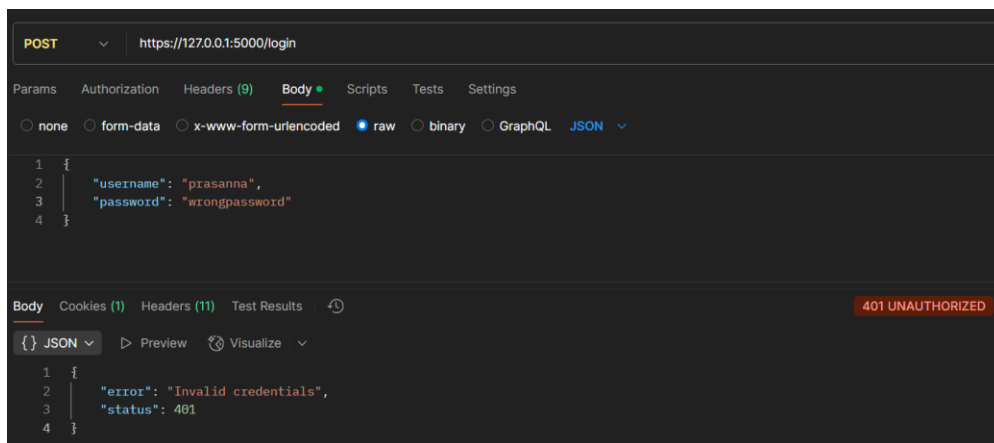 POST https://127.0.0.1:5000/login
Params Authorization Headers (9) Body Scripts Tests Settings
none form-data x-www-form-urlencoded raw binary GraphQL JSON
1 {
2 "username": "prasanna",
3 "password": "wrongpassword"
4 }
Body Cookies (1) Headers (11) Test Results 401 UNAUTHORIZED
{} JSON Preview Visualize
1 {
2 "error": "Invalid credentials",
3 "status": 401
4 }